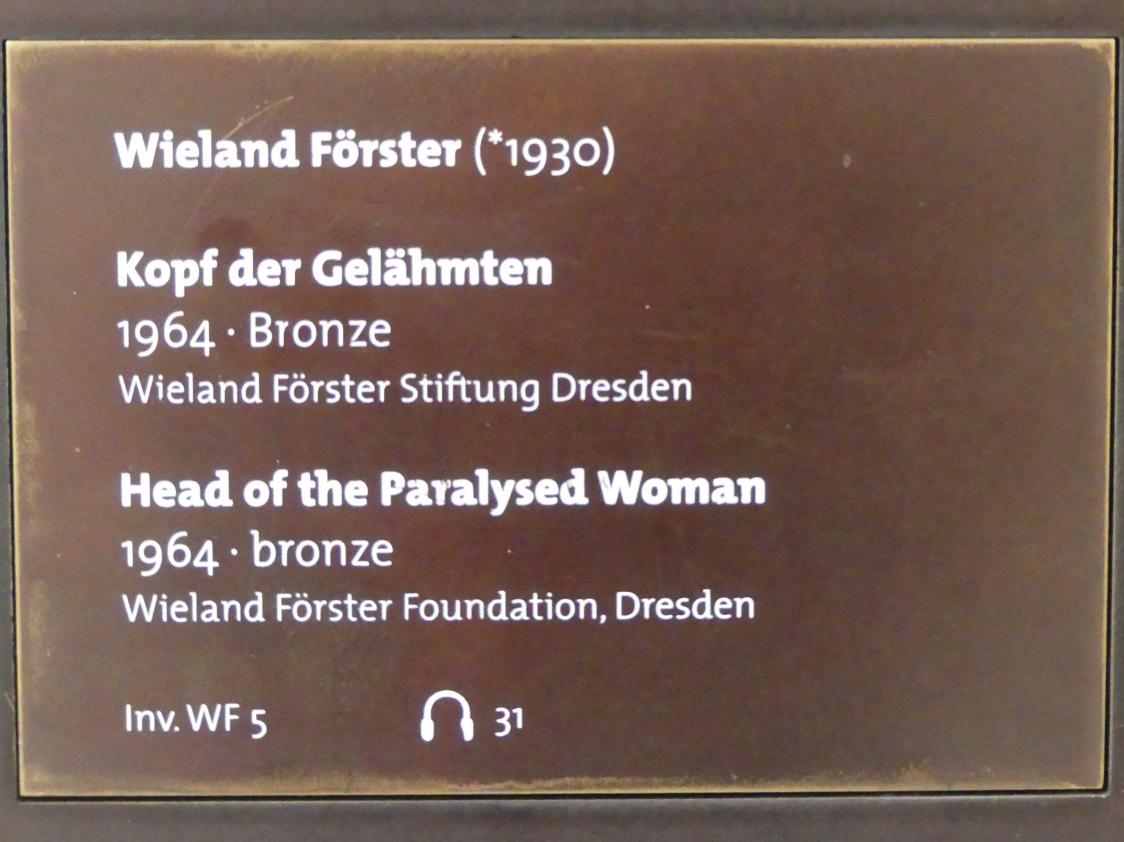 Wieland Förster (*1930)
Kopf der Gelähmten
1964 · Bronze
Wieland Förster Stiftung Dresden
Head of the Paralysed Woman
1964 · bronze
Wieland Förster Foundation, Dresden
Inv. WF 5 31